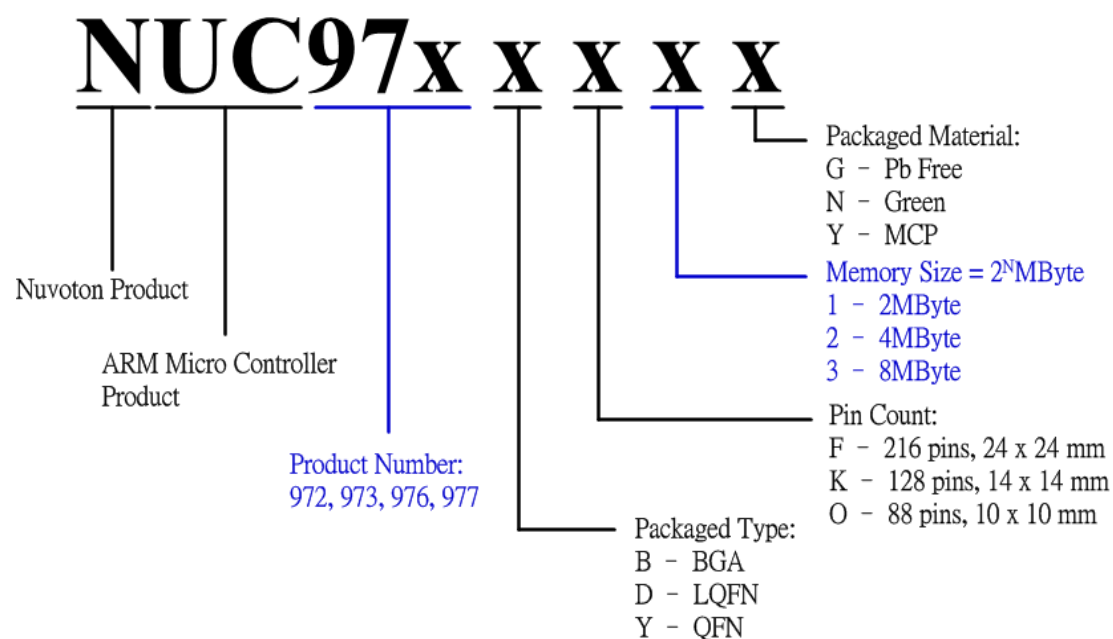 NUC97x x x x x
Packaged Material:
G - Pb Free
N - Green
Y - MCP
Memory Size = 2ᴺMByte
1 - 2MByte
2 - 4MByte
3 - 8MByte
Pin Count:
F - 216 pins, 24 x 24 mm
K - 128 pins, 14 x 14 mm
O - 88 pins, 10 x 10 mm
Packaged Type:
B - BGA
D - LQFN
Y - QFN
Product Number:
972, 973, 976, 977
ARM Micro Controller
Product
Nuvoton Product